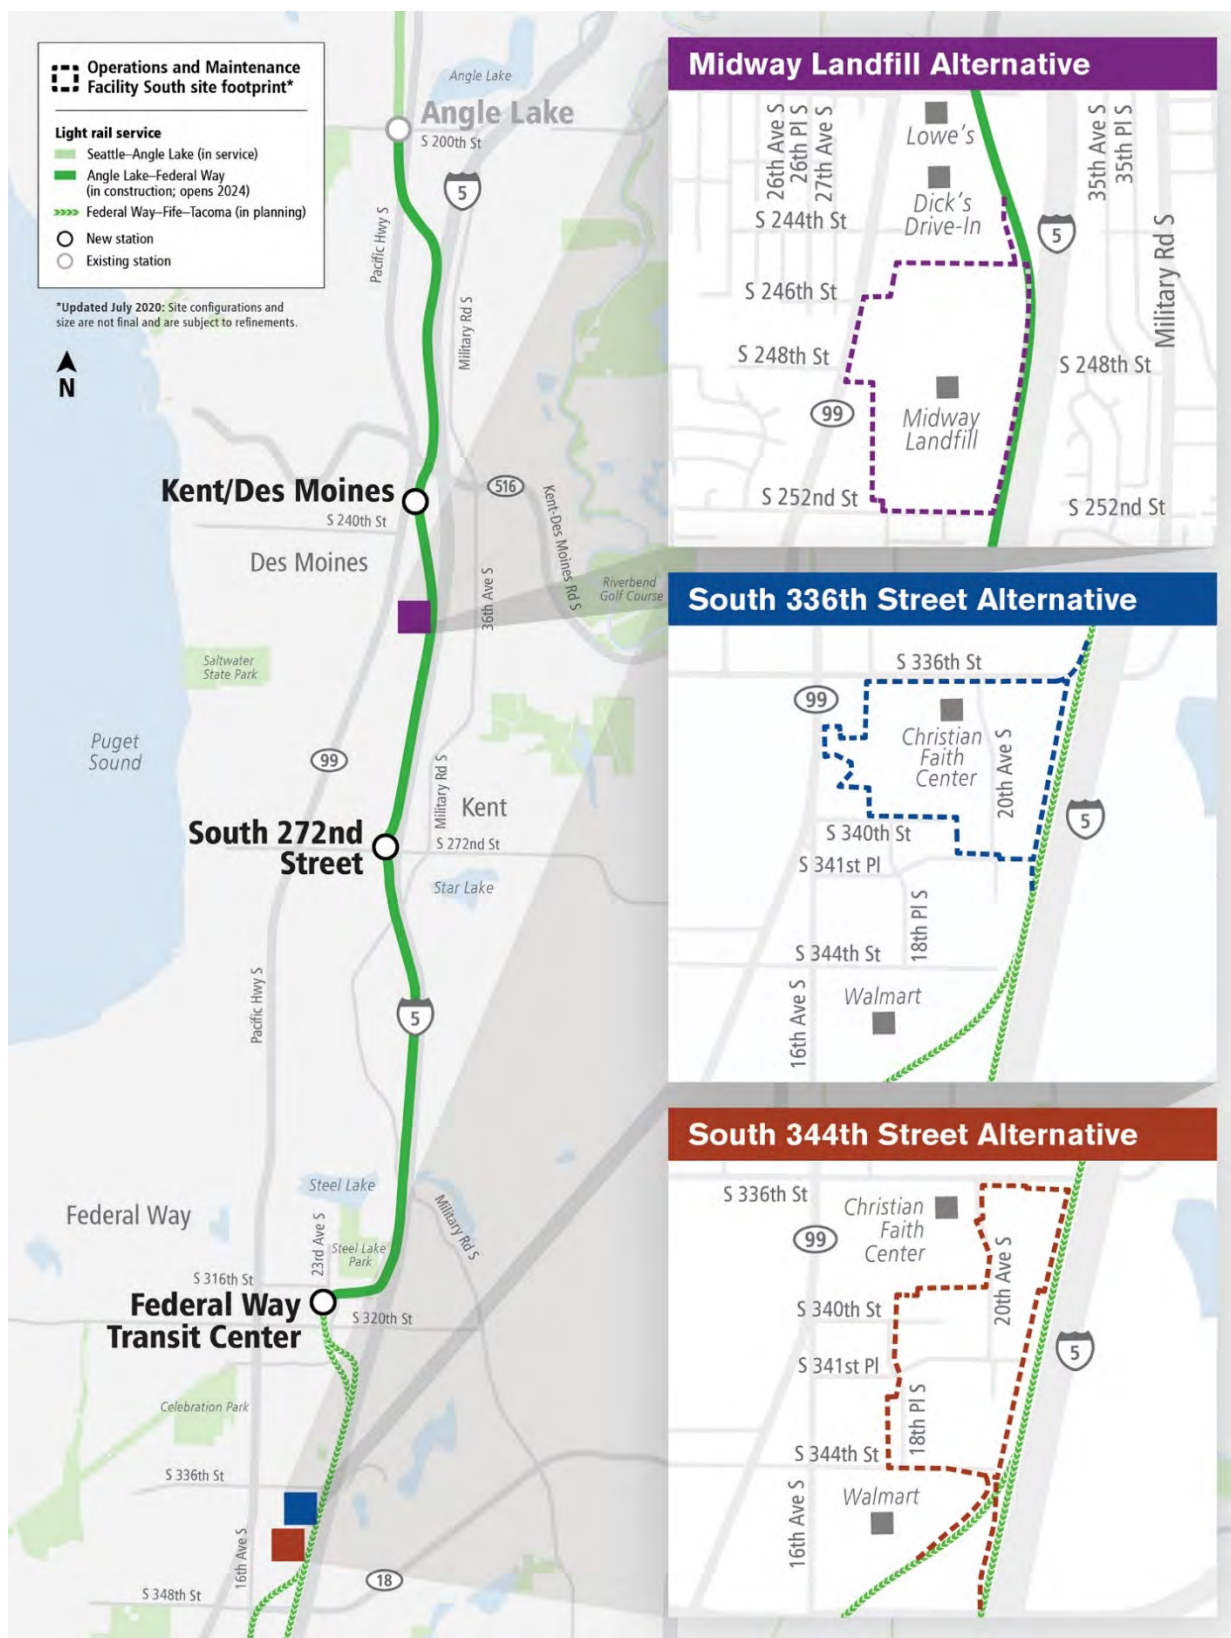 Operations and Maintenance
Facility South site footprint*
Light rail service
Seattle–Angle Lake (in service)
Angle Lake–Federal Way
(in construction; opens 2024)
Federal Way–Fife–Tacoma (in planning)
New station
Existing station
*Updated July 2020: Site configurations and
size are not final and are subject to refinements.
N
Angle Lake
Angle Lake
S 200th St
5
Pacific Hwy S
Military Rd S
Kent/Des Moines
516
S 240th St
Des Moines
Kent-Des Moines Rd S
36th Ave S
Riverbend
Golf Course
Saltwater
State Park
Puget
Sound
99
Military Rd S
Kent
South 272nd
Street
S 272nd St
Star Lake
Pacific Hwy S
5
Steel Lake
Federal Way
23rd Ave S
Steel Lake
Park
Military Rd S
S 316th St
Federal Way
Transit Center
S 320th St
Celebration Park
S 336th St
16th Ave S
18
S 348th St
Midway Landfill Alternative
26th Ave S
26th Pl S
27th Ave S
Lowe's
35th Ave S
35th Pl S
Dick's
Drive-In
S 244th St
5
Military Rd S
S 246th St
S 248th St
S 248th St
99
Midway
Landfill
S 252nd St
S 252nd St
South 336th Street Alternative
S 336th St
99
Christian
Faith
Center
20th Ave S
5
S 340th St
S 341st Pl
18th Pl S
S 344th St
Walmart
16th Ave S
South 344th Street Alternative
S 336th St
Christian
Faith
Center
99
20th Ave S
S 340th St
5
S 341st Pl
18th Pl S
S 344th St
Walmart
16th Ave S